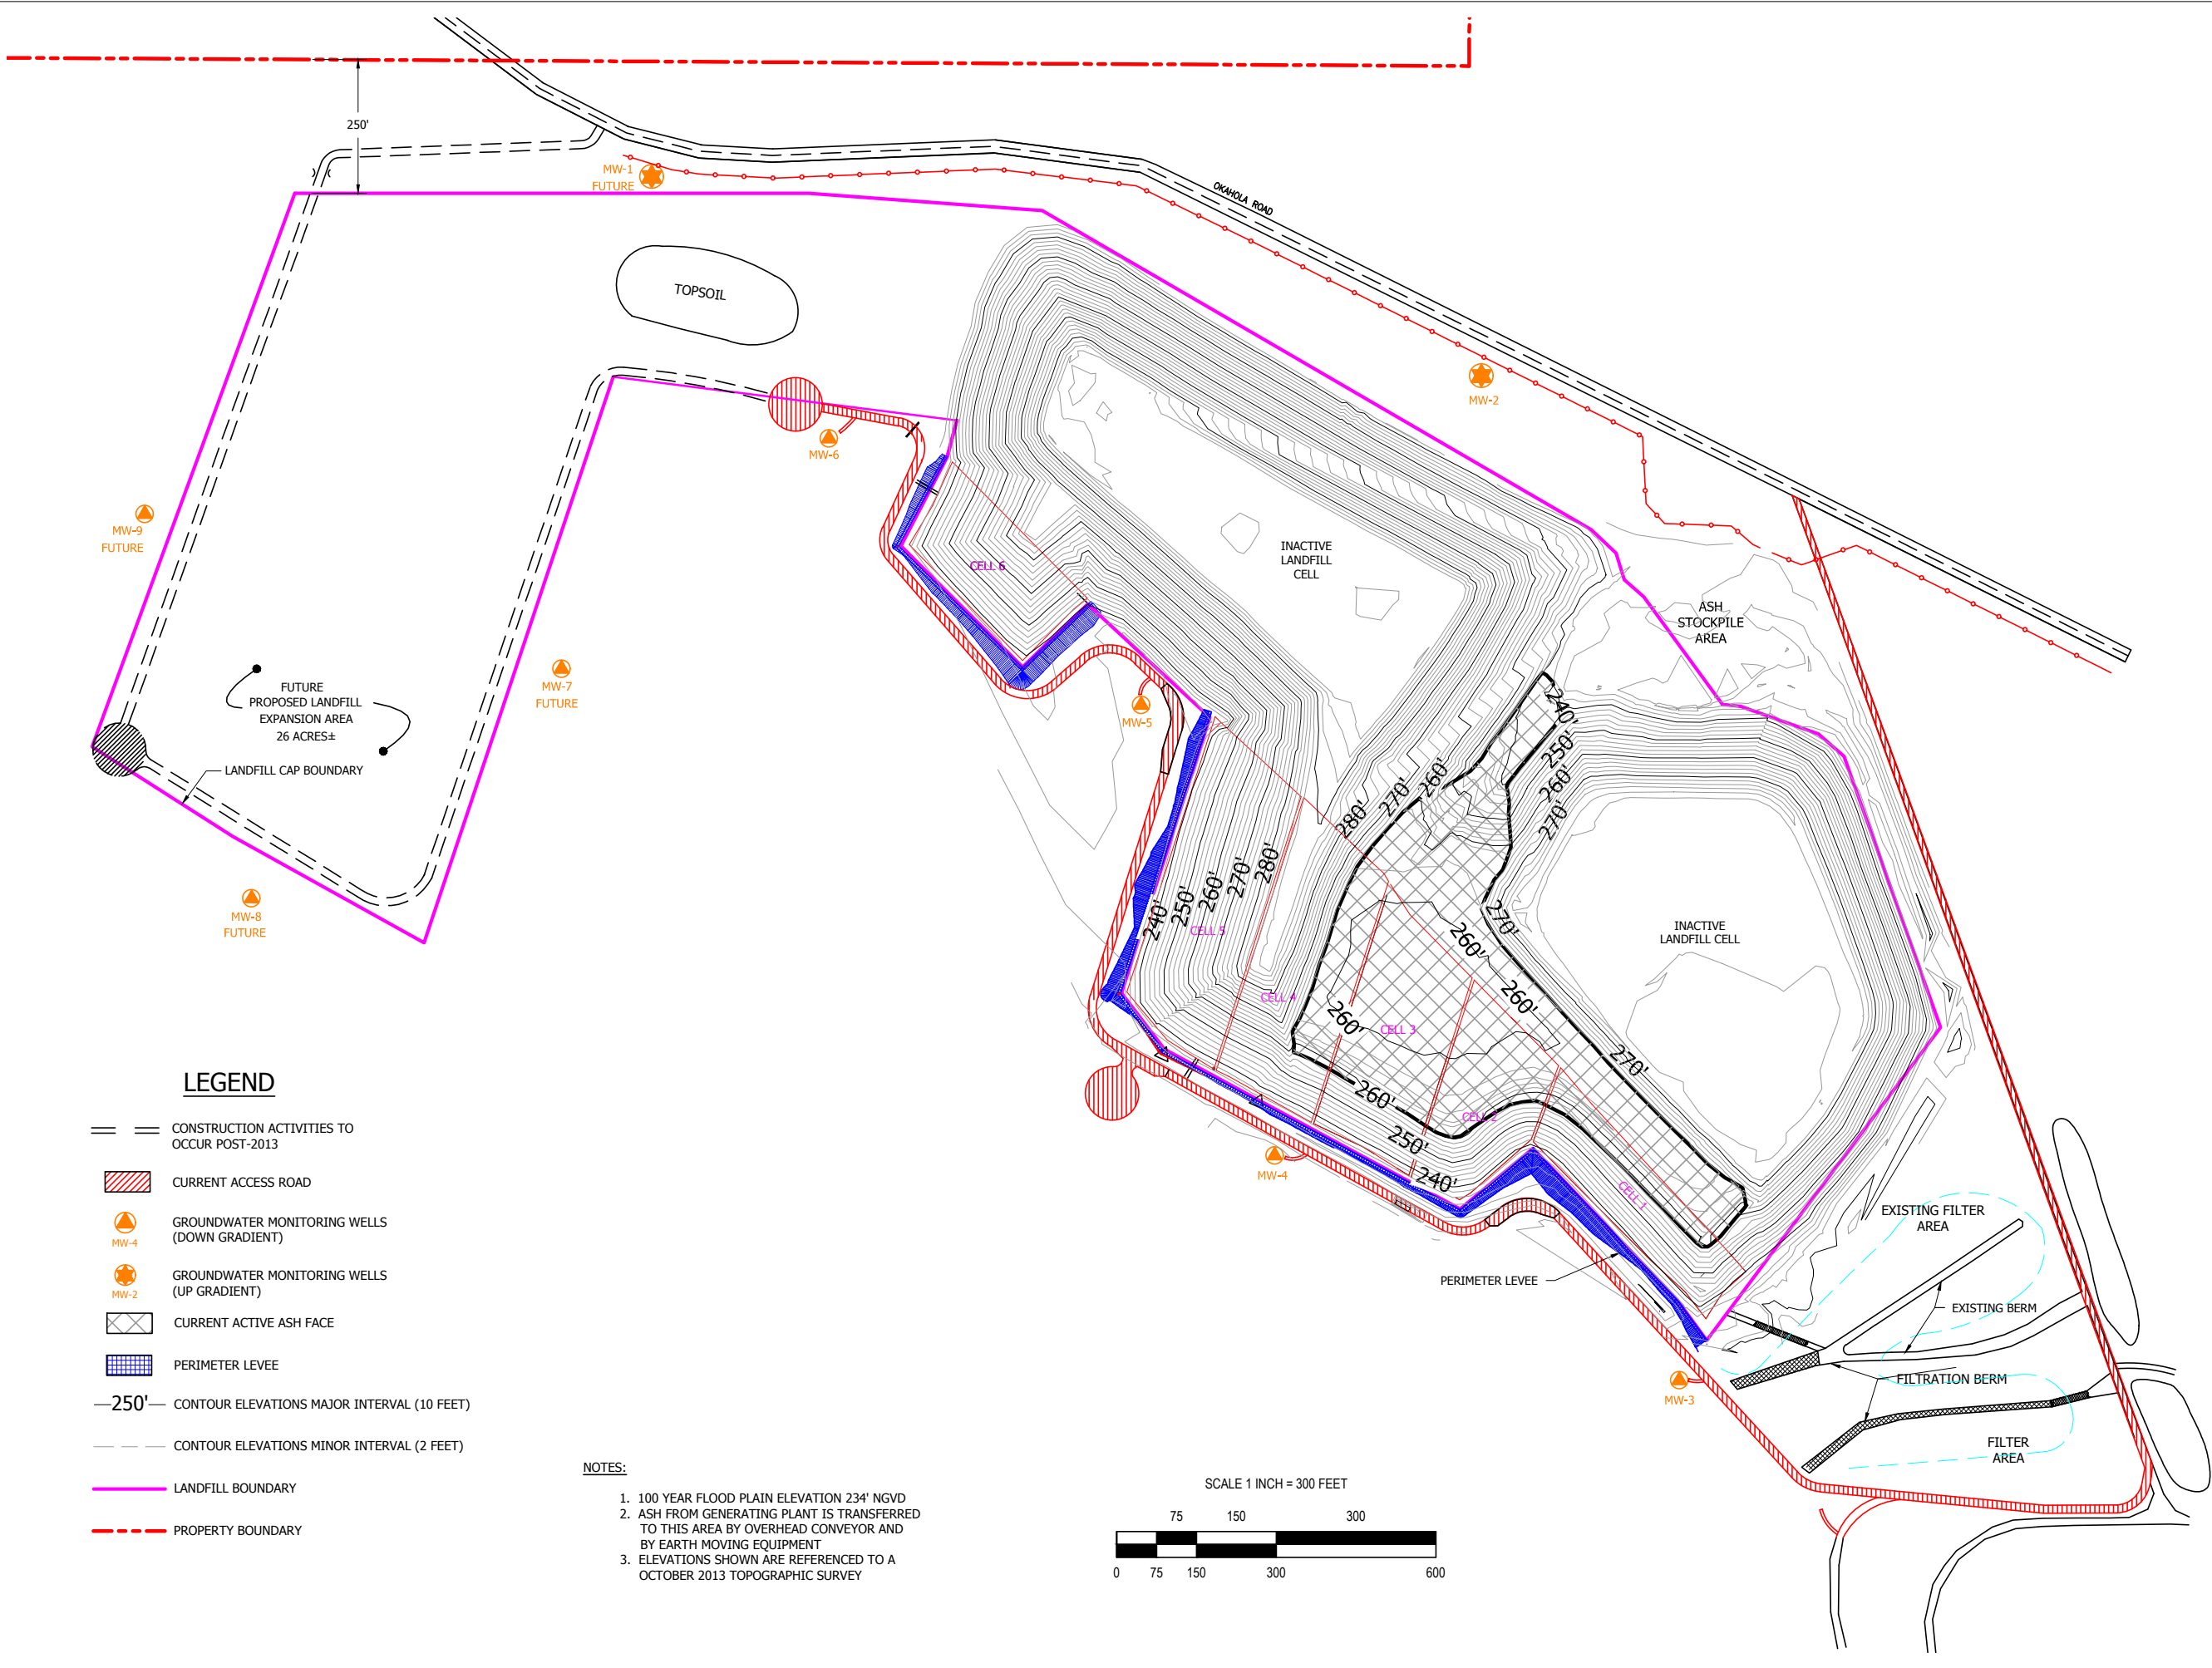 250'
MW-1
FUTURE
OKAHOLA ROAD
TOPSOIL
MW-2
MW-6
MW-9
FUTURE
INACTIVE
LANDFILL
CELL
CELL 6
ASH
STOCKPILE
AREA
MW-7
FUTURE
FUTURE
PROPOSED LANDFILL
EXPANSION AREA
26 ACRES±
LANDFILL CAP BOUNDARY
MW-5
240'
250'
260'
270'
280'
270'
260'
240'
250'
260'
270'
280'
CELL 5
MW-8
FUTURE
270'
260'
260'
260'
270'
INACTIVE
LANDFILL CELL
CELL 4
CELL 3
260'
CELL 2
250'
240'
CELL 1
MW-4
PERIMETER LEVEE
EXISTING FILTER
AREA
EXISTING BERM
FILTRATION BERM
MW-3
FILTER
AREA
LEGEND
CONSTRUCTION ACTIVITIES TO
OCCUR POST-2013
CURRENT ACCESS ROAD
GROUNDWATER MONITORING WELLS
(DOWN GRADIENT)
MW-4
GROUNDWATER MONITORING WELLS
(UP GRADIENT)
MW-2
CURRENT ACTIVE ASH FACE
PERIMETER LEVEE
250' CONTOUR ELEVATIONS MAJOR INTERVAL (10 FEET)
CONTOUR ELEVATIONS MINOR INTERVAL (2 FEET)
LANDFILL BOUNDARY
PROPERTY BOUNDARY
NOTES:
1. 100 YEAR FLOOD PLAIN ELEVATION 234' NGVD
2. ASH FROM GENERATING PLANT IS TRANSFERRED
TO THIS AREA BY OVERHEAD CONVEYOR AND
BY EARTH MOVING EQUIPMENT
3. ELEVATIONS SHOWN ARE REFERENCED TO A
OCTOBER 2013 TOPOGRAPHIC SURVEY
SCALE 1 INCH = 300 FEET
75 150 300
0 75 150 300 600